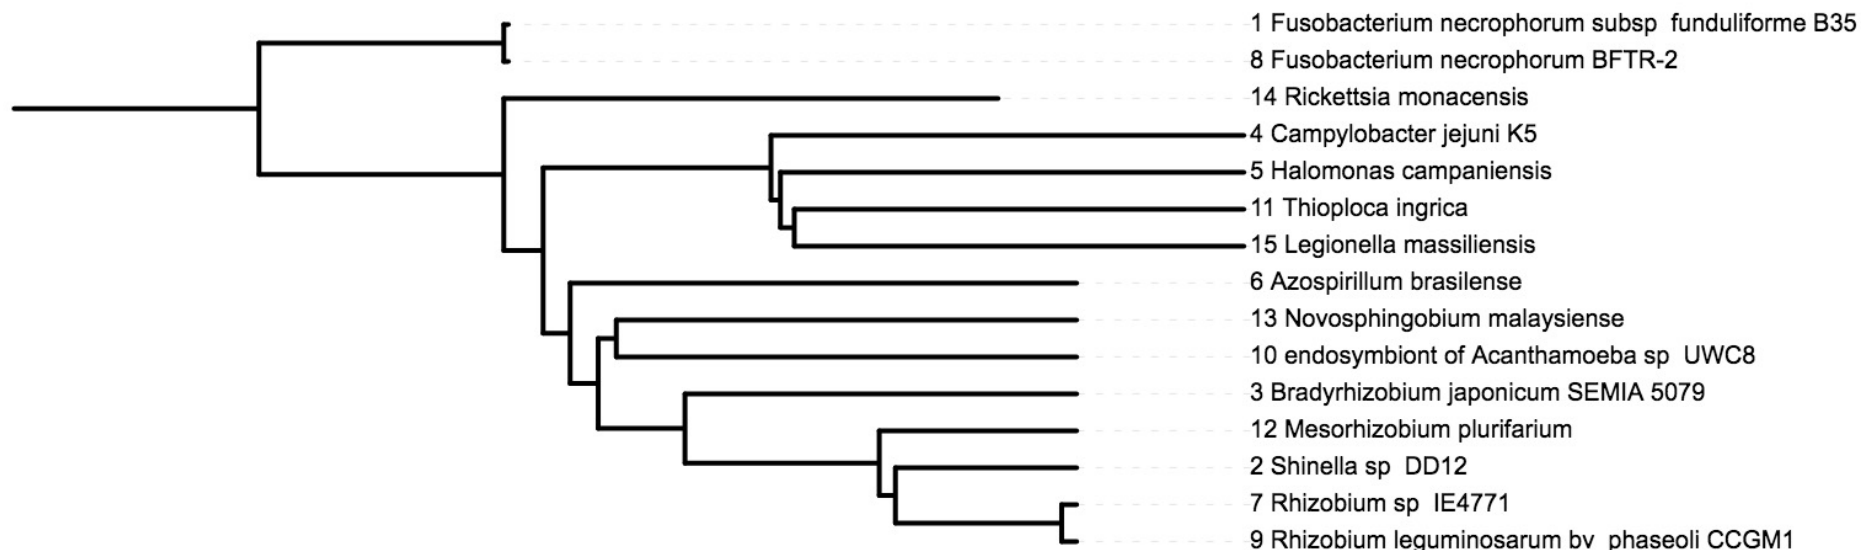 1 Fusobacterium necrophorum subsp funduliforme B35
8 Fusobacterium necrophorum BFTR-2
14 Rickettsia monacensis
4 Campylobacter jejuni K5
5 Halomonas campaniensis
11 Thioploca ingrica
15 Legionella massiliensis
6 Azospirillum brasilense
13 Novosphingobium malaysiense
10 endosymbiont of Acanthamoeba sp UWC8
3 Bradyrhizobium japonicum SEMIA 5079
12 Mesorhizobium plurifarium
2 Shinella sp DD12
7 Rhizobium sp IE4771
9 Rhizobium leguminosarum bv phaseoli CCGM1